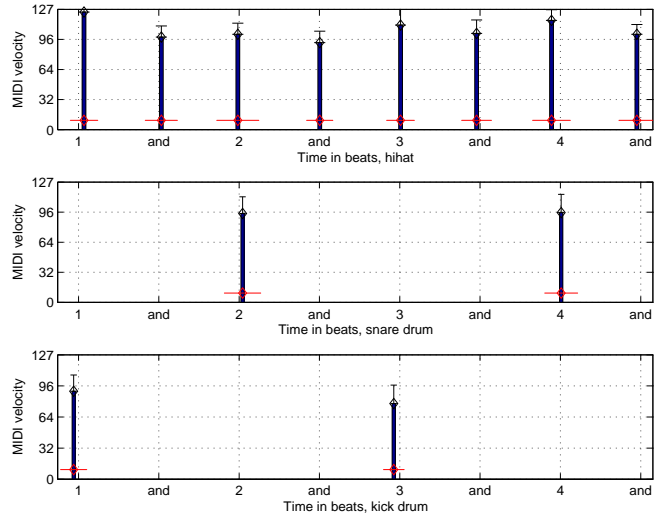 127
96
64
32
0
MIDI velocity
1 and 2 and 3 and 4 and
Time in beats, hihat
127
96
64
32
0
MIDI velocity
1 and 2 and 3 and 4 and
Time in beats, snare drum
127
96
64
32
0
MIDI velocity
1 and 2 and 3 and 4 and
Time in beats, kick drum